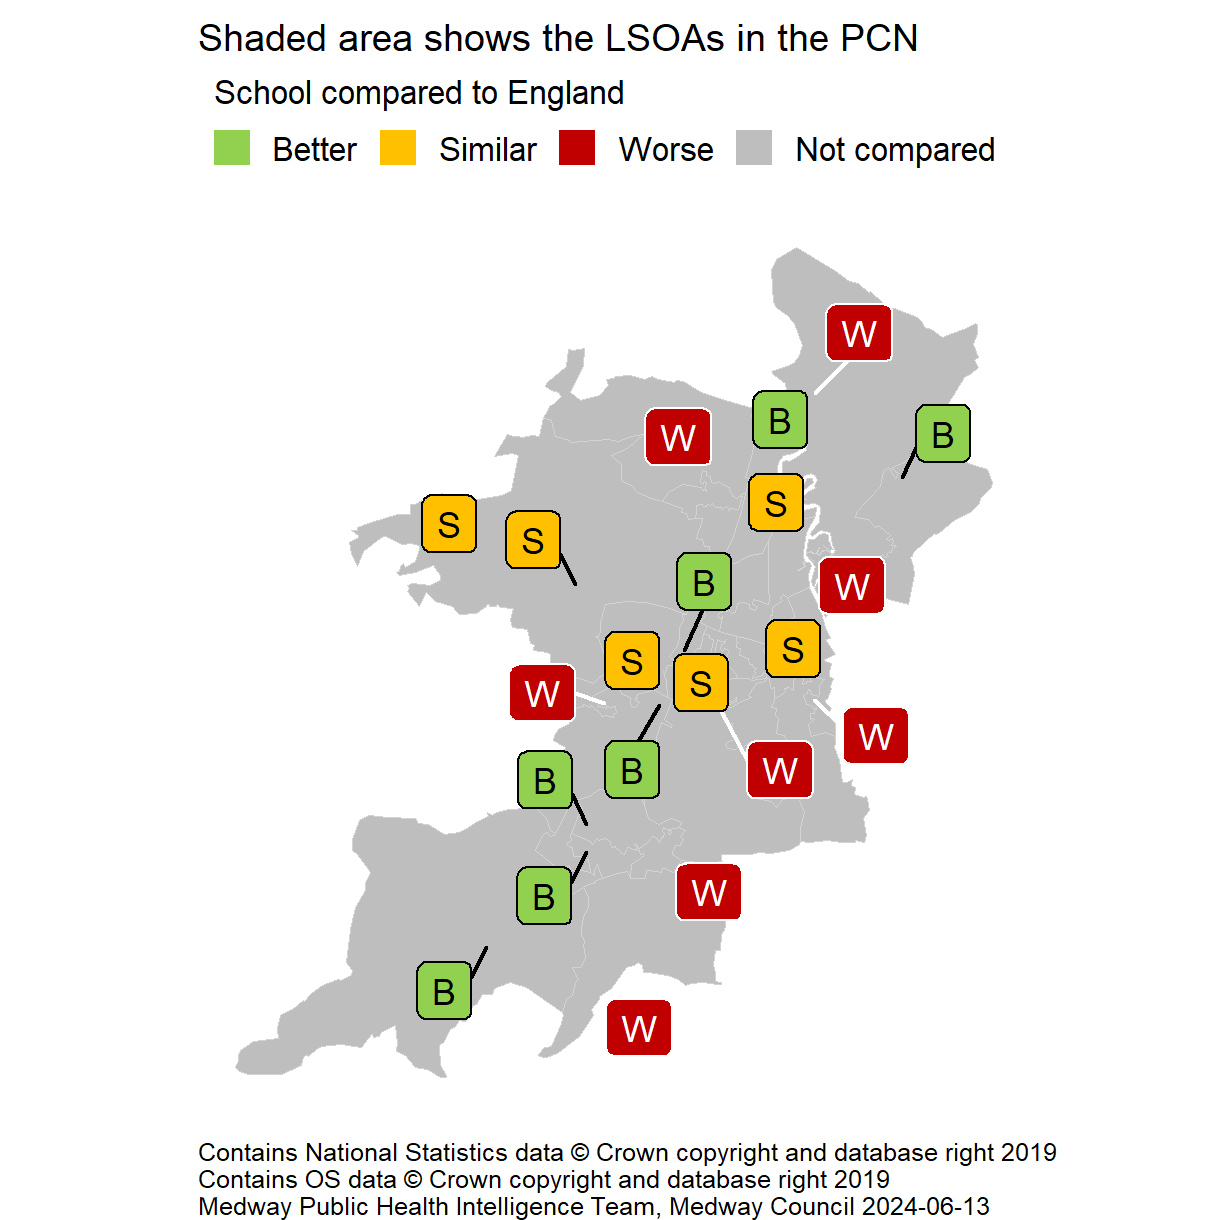 Shaded area shows the LSOAs in the PCN
School compared to England
Better Similar Worse Not compared
W
B
B
W
S
S
S
B
W
S
S
S
W
W
B
B
W
B
W
B
W
Contains National Statistics data © Crown copyright and database right 2019
Contains OS data © Crown copyright and database right 2019
Medway Public Health Intelligence Team, Medway Council 2024-06-13